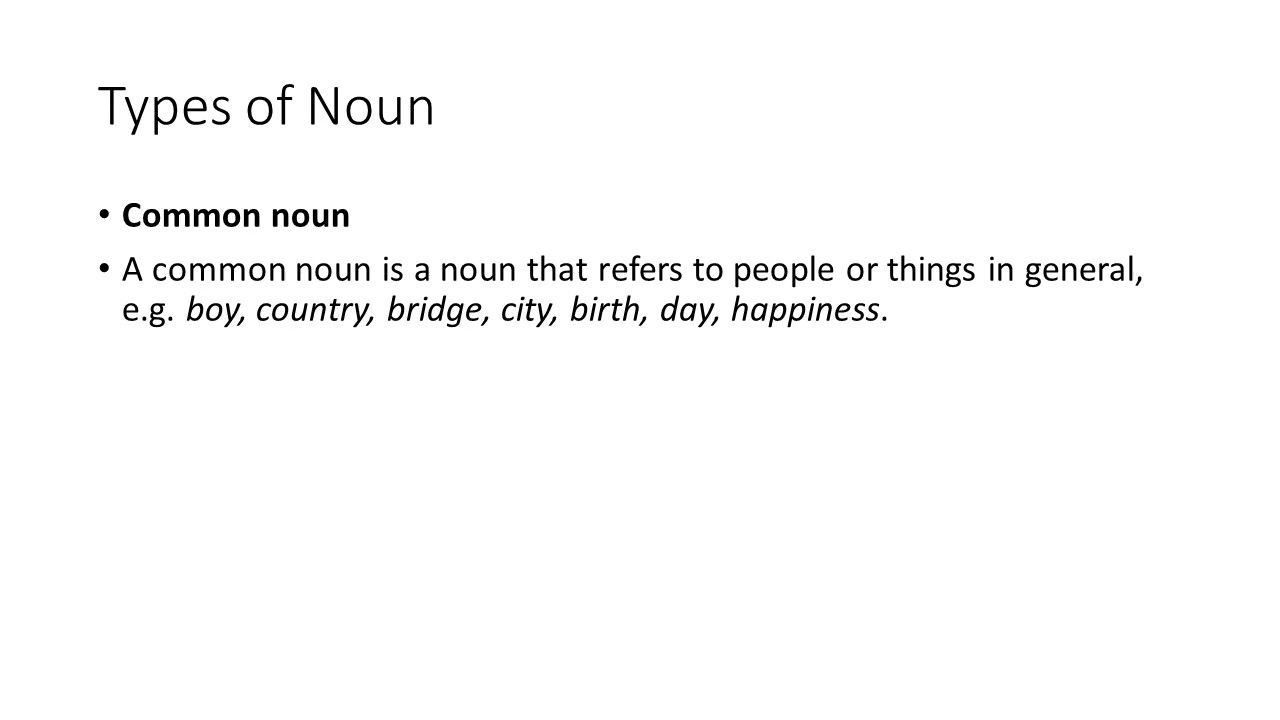 Types of Noun
• Common noun
• A common noun is a noun that refers to people or things in general,
e.g. boy, country, bridge, city, birth, day, happiness.